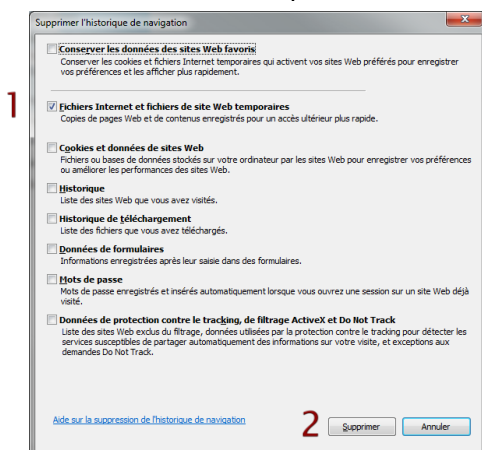 Supprimer l'historique de navigation
Conserver les données des sites Web favoris
Conserver les cookies et fichiers Internet temporaires qui activent vos sites Web préférés pour enregistrer
vos préférences et les afficher plus rapidement.
1
Fichiers Internet et fichiers de site Web temporaires
Copies de pages Web et de contenus enregistrés pour un accès ultérieur plus rapide.
Cookies et données de sites Web
Fichiers ou bases de données stockés sur votre ordinateur par les sites Web pour enregistrer vos préférences
ou améliorer les performances des sites Web.
Historique
Liste des sites Web que vous avez visités.
Historique de téléchargement
Liste des fichiers que vous avez téléchargés.
Données de formulaires
Informations enregistrées après leur saisie dans des formulaires.
Mots de passe
Mots de passe enregistrés et insérés automatiquement lorsque vous ouvrez une session sur un site Web déjà
visité.
Données de protection contre le tracking, de filtrage ActiveX et Do Not Track
Liste des sites Web exclus du filtrage, données utilisées par la protection contre le tracking pour détecter les
services susceptibles de partager automatiquement des informations sur votre visite, et exceptions aux
demandes Do Not Track.
Aide sur la suppression de l'historique de navigation
2
Supprimer
Annuler